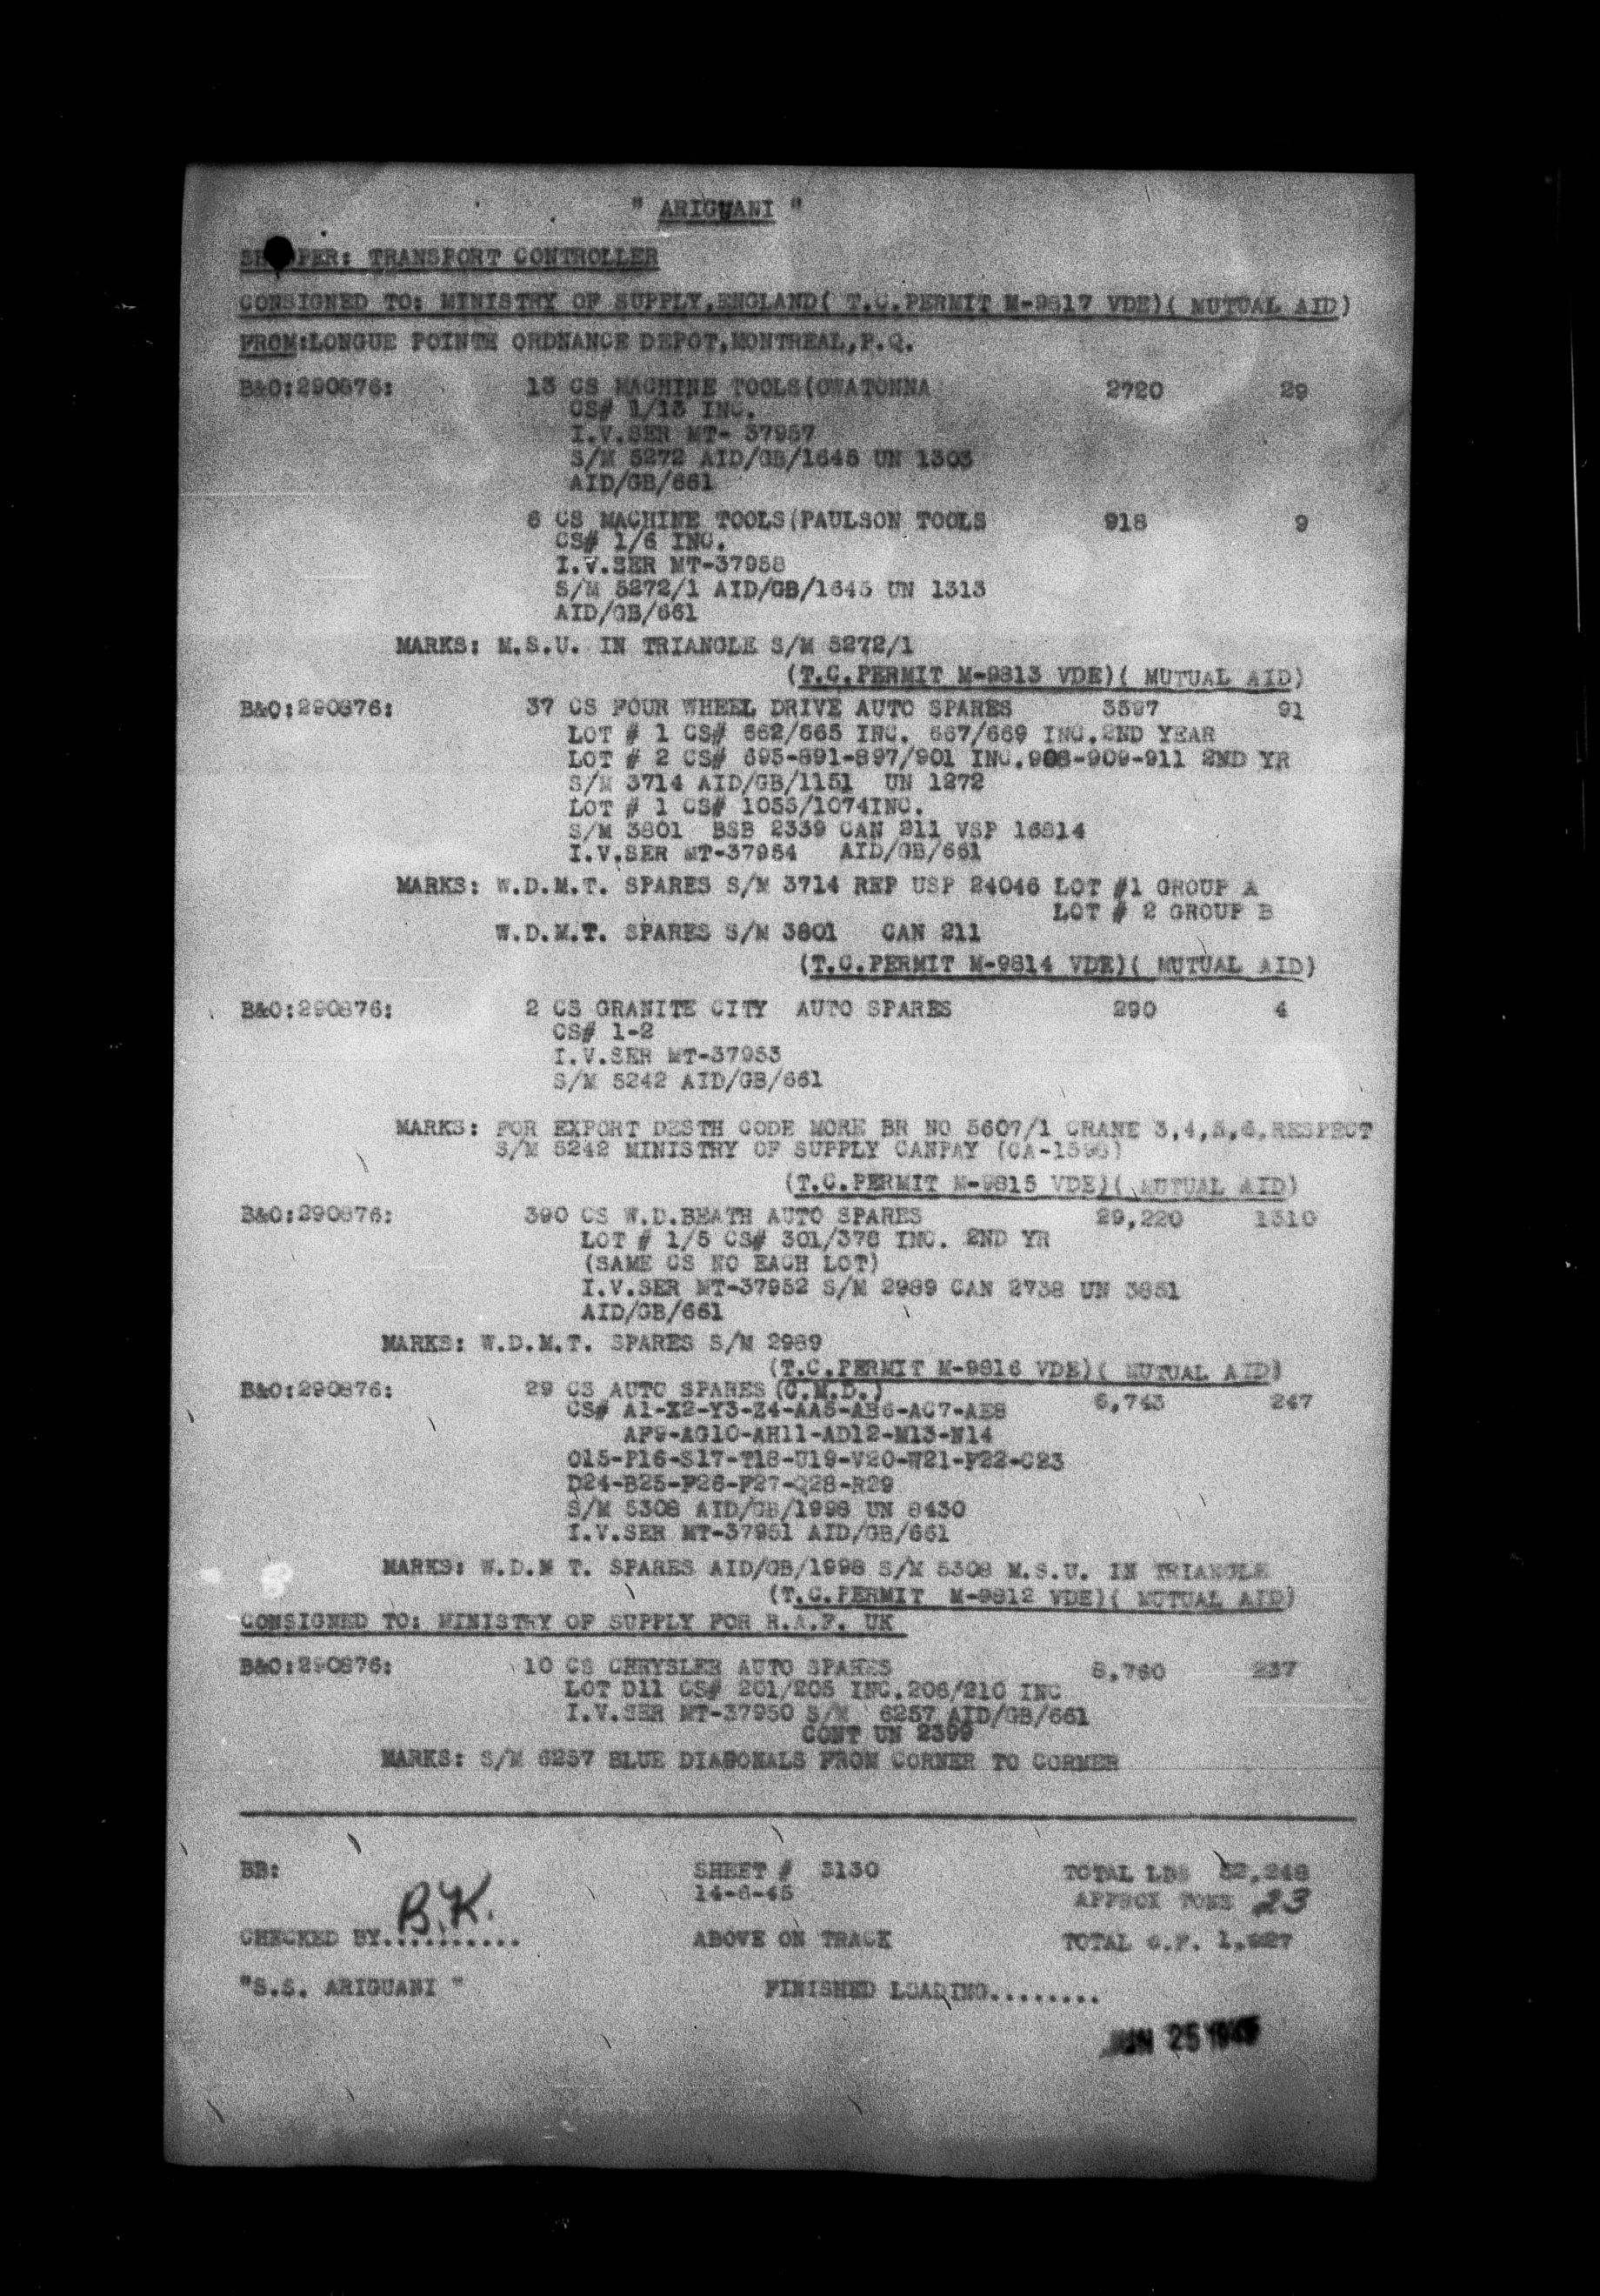 " ARIGUANI "
SH PER: TRANSPORT CONTROLLER
CONSIGNED TO: MINISTRY OF SUPPLY,ENGLAND( T.C.PERMIT M-9817 VDE)( MUTUAL AID)
FROM:LONGUE POINTE ORDNANCE DEPOT,MONTREAL,P.Q.
B&O:290876: 13 CS MACHINE TOOLS(OWATONNA 2720 29
CS# 1/13 INC.
I.V.SER MT- 37957
S/M 5272 AID/GB/1645 UN 1303
AID/GB/661
6 CS MACHINE TOOLS(PAULSON TOOLS 918 9
CS# 1/6 INC.
I.V.SER MT-37958
S/M 5272/1 AID/GB/1645 UN 1313
AID/GB/661
MARKS: M.S.U. IN TRIANGLE S/M 5272/1
(T.C.PERMIT M-9813 VDE)( MUTUAL AID)
B&O:290876: 37 CS FOUR WHEEL DRIVE AUTO SPARES 3597 91
LOT # 1 CS# 662/665 INC. 667/669 INC.2ND YEAR
LOT # 2 CS# 695-891-897/901 INC.908-909-911 2ND YR
S/M 3714 AID/GB/1151 UN 1272
LOT # 1 CS# 1055/1074INC.
S/M 3801 BSB 2339 CAN 211 VSP 16814
I.V.SER MT-37954 AID/GB/661
MARKS: W.D.M.T. SPARES S/M 3714 REP USP 24046 LOT #1 GROUP A
LOT # 2 GROUP B
W.D.M.T. SPARES S/M 3801 CAN 211
(T.C.PERMIT M-9814 VDE)( MUTUAL AID)
B&O:290876: 2 CS GRANITE CITY AUTO SPARES 290 4
CS# 1-2
I.V.SER MT-37953
S/M 5242 AID/GB/661
MARKS: FOR EXPORT DESTH CODE MORE BR NO 5607/1 CRANE 3,4,5,6,RESPECT
S/M 5242 MINISTRY OF SUPPLY CANPAY (CA-1396)
(T.C.PERMIT M-9815 VDE)( MUTUAL AID)
B&O:290876: 390 CS W.D.BEATH AUTO SPARES 29,220 1310
LOT # 1/5 CS# 301/378 INC. 2ND YR
(SAME CS NO EACH LOT)
I.V.SER MT-37952 S/M 2989 CAN 2738 UN 3851
AID/GB/661
MARKS: W.D.M.T. SPARES S/M 2989
(T.C.PERMIT M-9816 VDE)( MUTUAL AID)
B&O:290876: 29 CS AUTO SPARES (C.M.D.) 6,743 247
CS# A1-X2-Y3-Z4-AA5-AB6-AC7-AE8
AF9-AG10-AH11-AD12-M13-N14
O15-P16-S17-T18-U19-V20-W21-F22-C23
D24-B25-P26-F27-Q28-R29
S/M 5308 AID/GB/1998 UN 8430
I.V.SER MT-37951 AID/GB/661
MARKS: W.D.M T. SPARES AID/GB/1998 S/M 5308 M.S.U. IN TRIANGLE
(T.C.PERMIT M-9812 VDE)( MUTUAL AID)
CONSIGNED TO: MINISTRY OF SUPPLY FOR R.A.F. UK
B&O:290876: 10 CS CHRYSLER AUTO SPARES 8,760 237
LOT D11 CS# 201/205 INC.206/210 INC
I.V.SER MT-37950 S/M 6257 AID/GB/661
CONT UN 2399
MARKS: S/M 6257 BLUE DIAGONALS FROM CORNER TO CORNER
BB: SHEET # 3130 TOTAL LBS 52,248
14-6-45 APPROX TONS 23
B.K.
CHECKED BY.......... ABOVE ON TRACK TOTAL C.F. 1,927
"S.S. ARIGUANI " FINISHED LOADING........
JUN 25 1945